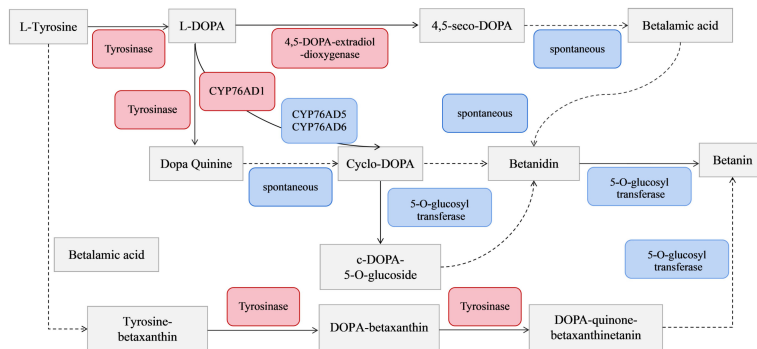 L-Tyrosine
L-DOPA
4,5-seco-DOPA
Betalamic acid
Tyrosinase
4,5-DOPA-extradiol
-dioxygenase
spontaneous
Tyrosinase
CYP76AD1
CYP76AD5
CYP76AD6
spontaneous
Dopa Quinine
spontaneous
Cyclo-DOPA
Betanidin
Betanin
5-O-glucosyl
transferase
5-O-glucosyl
transferase
Betalamic acid
c-DOPA-
5-O-glucoside
5-O-glucosyl
transferase
Tyrosine-
betaxanthin
Tyrosinase
DOPA-betaxanthin
Tyrosinase
DOPA-quinone-
betaxanthinetanin